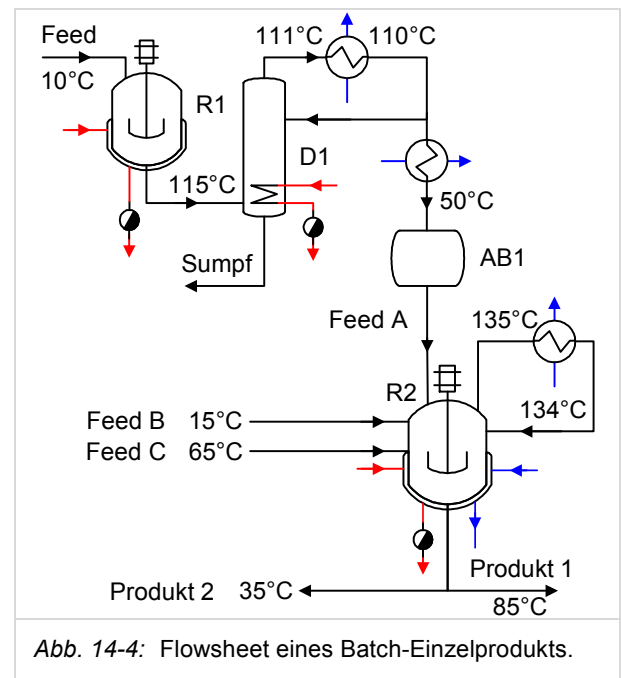 Feed
10°C
R1
111°C
110°C
D1
115°C
50°C
Sumpf
AB1
Feed A
135°C
R2
134°C
Feed B 15°C
Feed C 65°C
Produkt 1
Produkt 2 35°C
85°C
Abb. 14-4: Flowsheet eines Batch-Einzelprodukts.